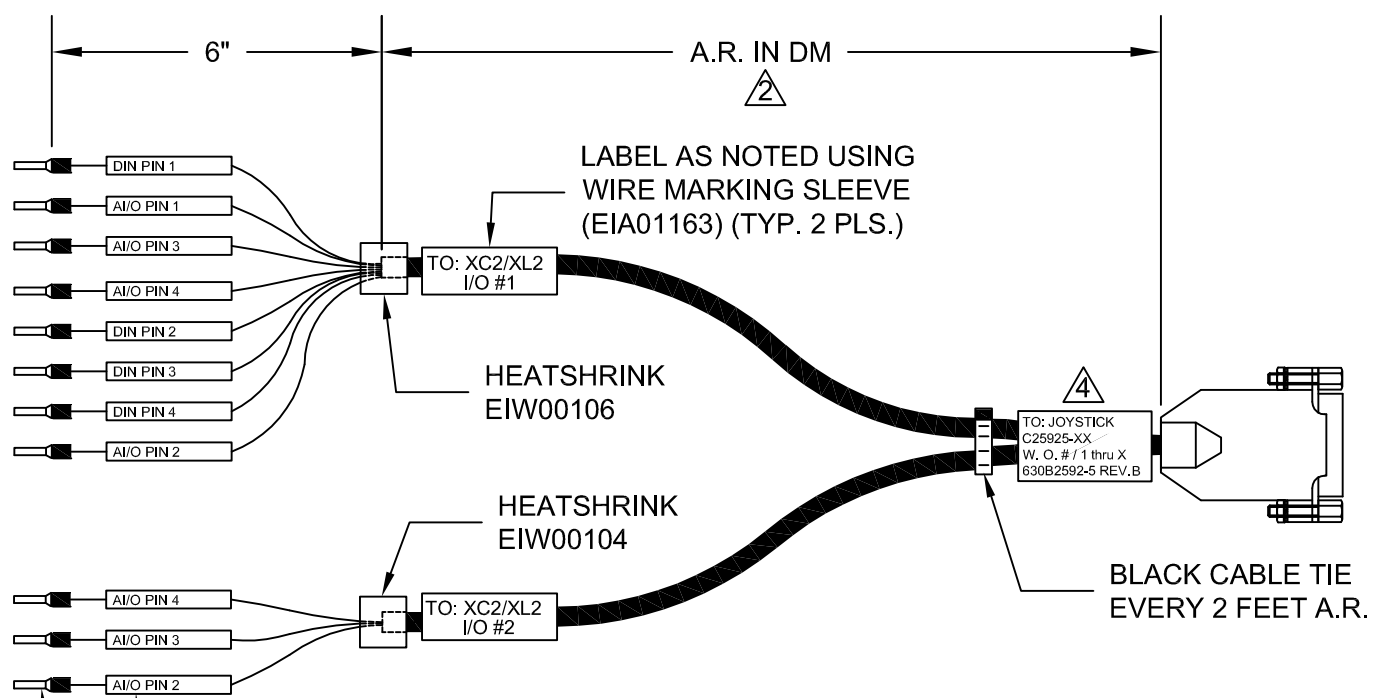 6"
A.R. IN DM
2
LABEL AS NOTED USING
WIRE MARKING SLEEVE
(EIA01163) (TYP. 2 PLS.)
DIN PIN 1
AI/O PIN 1
AI/O PIN 3
AI/O PIN 4
DIN PIN 2
DIN PIN 3
DIN PIN 4
AI/O PIN 2
TO: XC2/XL2
I/O #1
HEATSHRINK
EIW00106
4
TO: JOYSTICK
C25925-XX
W. O. # / 1 thru X
630B2592-5 REV.B
HEATSHRINK
EIW00104
BLACK CABLE TIE
EVERY 2 FEET A.R.
AI/O PIN 4
AI/O PIN 3
AI/O PIN 2
TO: XC2/XL2
I/O #2